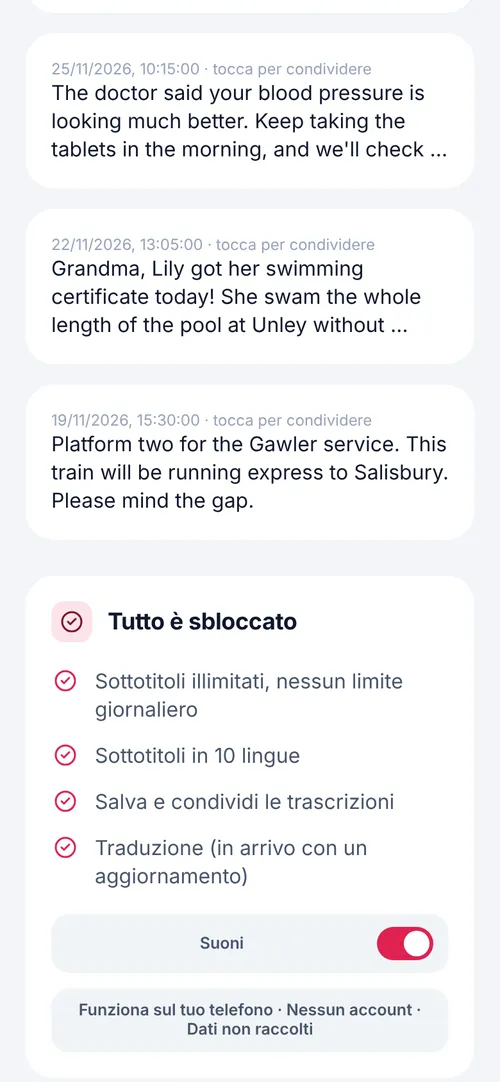 25/11/2026, 10:15:00 · tocca per condividere
The doctor said your blood pressure is
looking much better. Keep taking the
tablets in the morning, and we'll check ...
22/11/2026, 13:05:00 · tocca per condividere
Grandma, Lily got her swimming
certificate today! She swam the whole
length of the pool at Unley without ...
19/11/2026, 15:30:00 · tocca per condividere
Platform two for the Gawler service. This
train will be running express to Salisbury.
Please mind the gap.
Tutto è sbloccato
Sottotitoli illimitati, nessun limite
giornaliero
Sottotitoli in 10 lingue
Salva e condividi le trascrizioni
Traduzione (in arrivo con un
aggiornamento)
Suoni
Funziona sul tuo telefono · Nessun account ·
Dati non raccolti